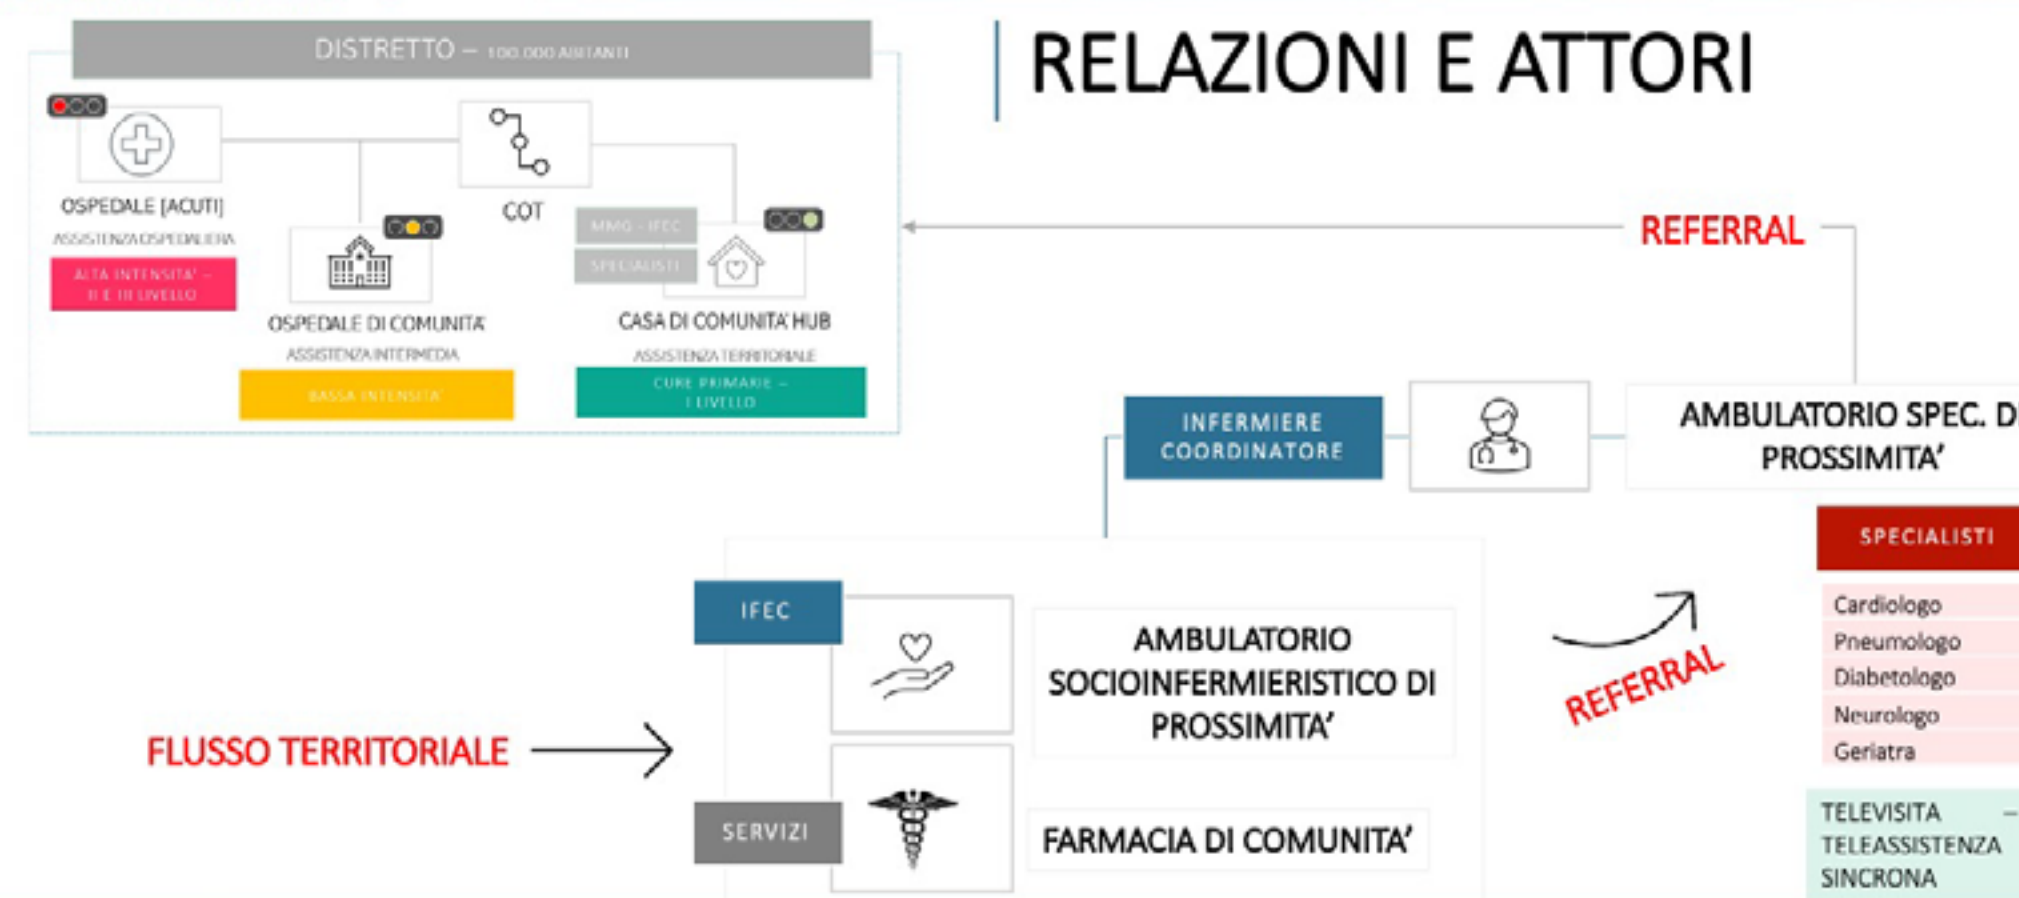 DISTRETTO – 100.000 ABITANTI
RELAZIONI E ATTORI
OSPEDALE [ACUTI]
ASSISTENZA OSPEDALIERA
ALTA INTENSITA' –
II E III LIVELLO
COT
MMG - IFEC
SPECIALISTI
OSPEDALE DI COMUNITA'
ASSISTENZA INTERMEDIA
BASSA INTENSITA'
CASA DI COMUNITA' HUB
ASSISTENZA TERRITORIALE
CURE PRIMARIE –
I LIVELLO
REFERRAL
INFERMIERE
COORDINATORE
AMBULATORIO SPEC. DI
PROSSIMITA'
SPECIALISTI
Cardiologo
Pneumologo
Diabetologo
Neurologo
Geriatra
TELEVISITA –
TELEASSISTENZA
SINCRONA
IFEC
AMBULATORIO
SOCIOINFERMIERISTICO DI
PROSSIMITA'
REFERRAL
FLUSSO TERRITORIALE
SERVIZI
FARMACIA DI COMUNITA'